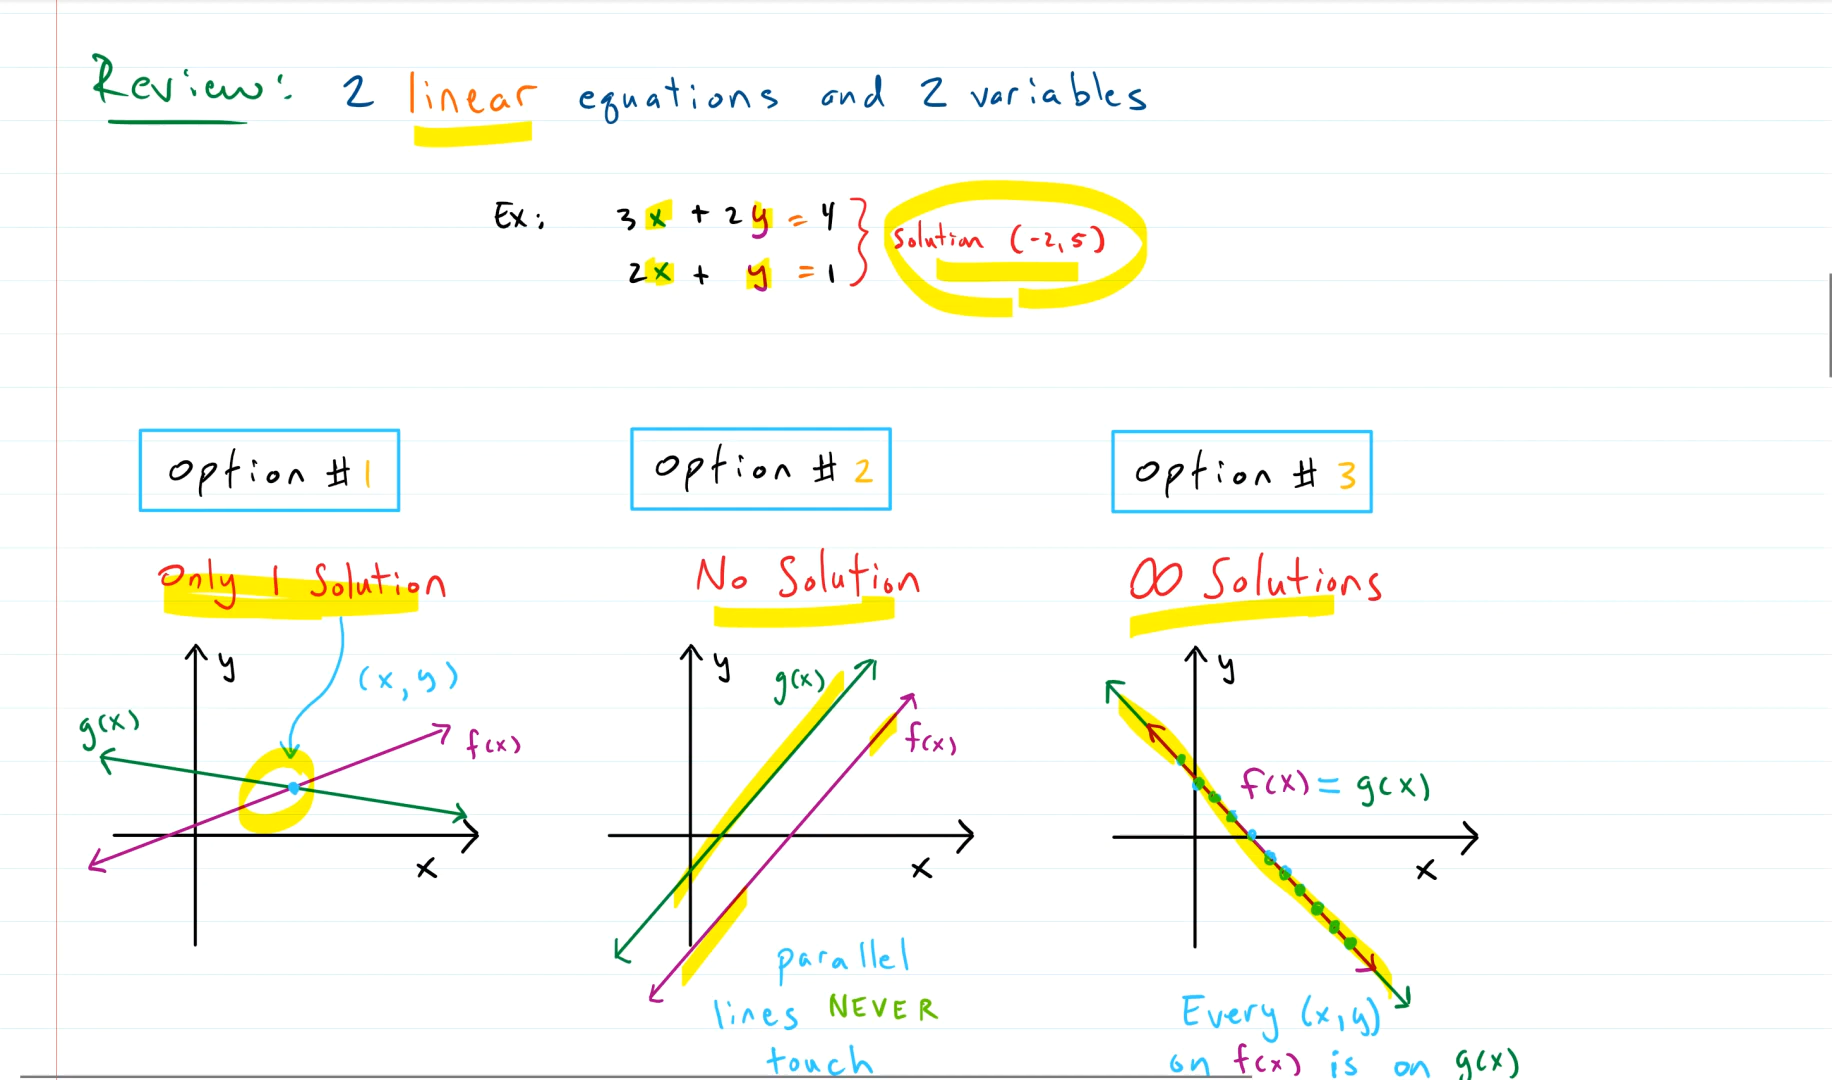 Review: 2 linear equations and 2 variables
Ex: 3x + 2y = 4
2x + y = 1
Solution (-2, 5)
Option #1
Option # 2
Option # 3
Only 1 Solution
No Solution
∞ Solutions
y
(x, y)
g(x)
f(x)
x
y
g(x)
f(x)
x
parallel
lines NEVER
touch
y
f(x) = g(x)
x
Every (x, y)
on f(x) is on g(x)